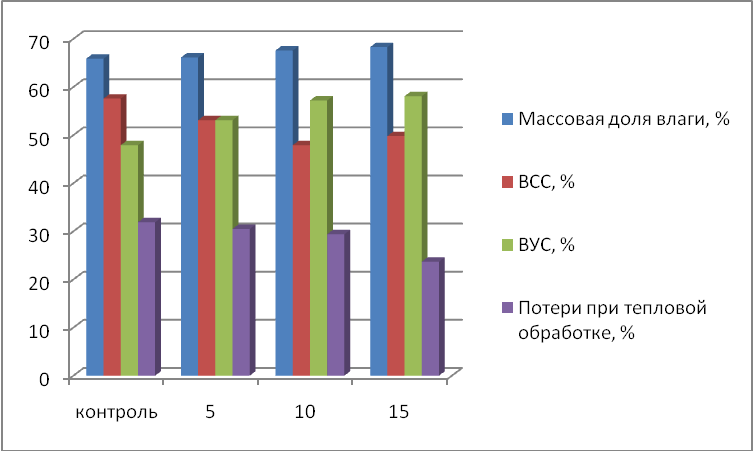 70
60
50
40
30
20
10
0
контроль
5
10
15
Массовая доля влаги, %
ВСС, %
ВУС, %
Потери при тепловой
обработке, %